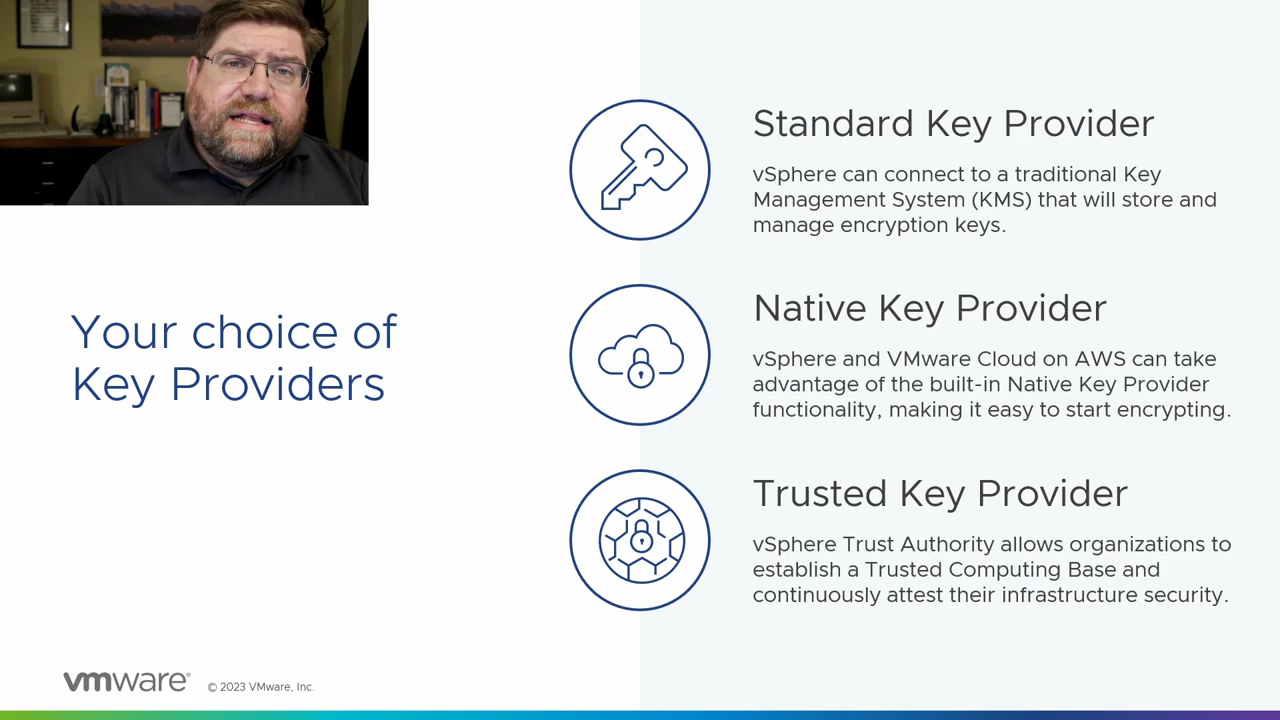 Your choice of
Key Providers
Standard Key Provider
vSphere can connect to a traditional Key
Management System (KMS) that will store and
manage encryption keys.
Native Key Provider
vSphere and VMware Cloud on AWS can take
advantage of the built-in Native Key Provider
functionality, making it easy to start encrypting.
Trusted Key Provider
vSphere Trust Authority allows organizations to
establish a Trusted Computing Base and
continuously attest their infrastructure security.
vmware® © 2023 VMware, Inc.